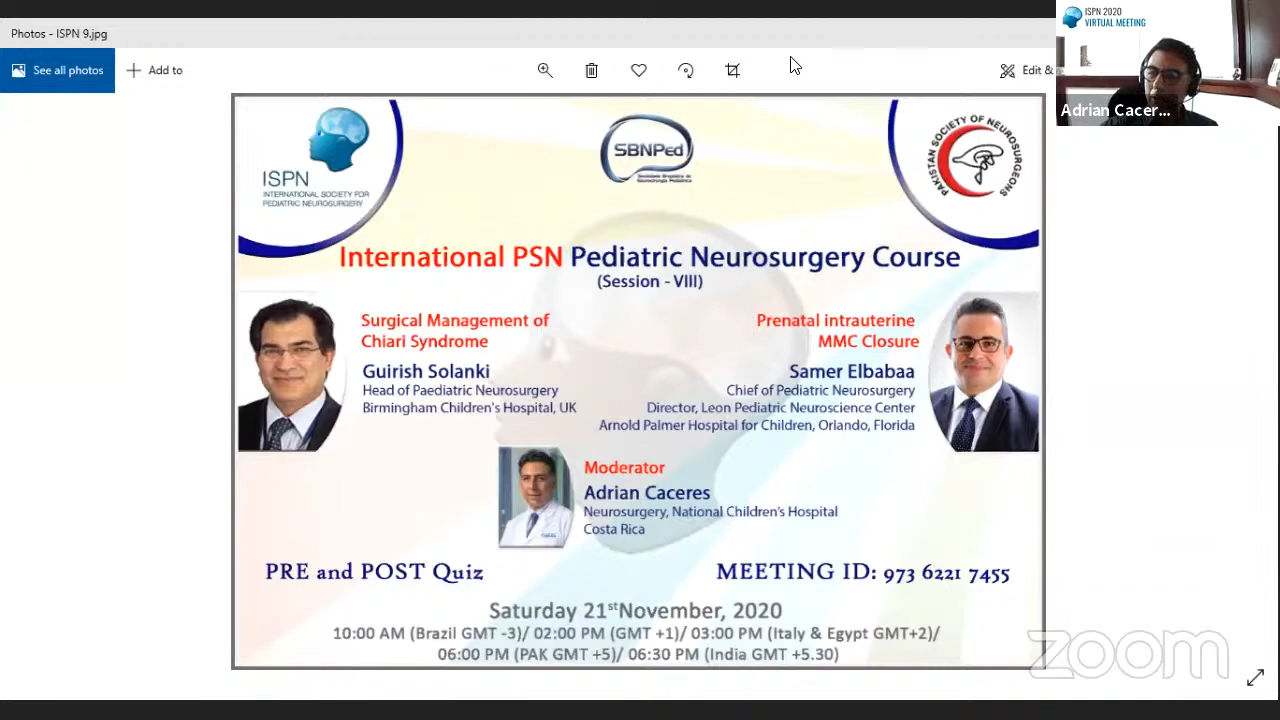 Photos - ISPN 9.jpg
See all photos
Add to
Edit &
ISPN 2020
VIRTUAL MEETING
Adrian Cacer...
ISPN
INTERNATIONAL SOCIETY FOR
PEDIATRIC NEUROSURGERY
SBNPed
Sociedade Brasileira de
Neurocirurgia Pediátrica
PAKISTAN SOCIETY OF NEUROSURGEONS
International PSN Pediatric Neurosurgery Course
(Session - VIII)
Surgical Management of
Chiari Syndrome
Guirish Solanki
Head of Paediatric Neurosurgery
Birmingham Children's Hospital, UK
Prenatal intrauterine
MMC Closure
Samer Elbabaa
Chief of Pediatric Neurosurgery
Director, Leon Pediatric Neuroscience Center
Arnold Palmer Hospital for Children, Orlando, Florida
Moderator
Adrian Caceres
Neurosurgery, National Children's Hospital
Costa Rica
PRE and POST Quiz
MEETING ID: 973 6221 7455
Saturday 21stNovember, 2020
10:00 AM (Brazil GMT -3)/ 02:00 PM (GMT +1)/ 03:00 PM (Italy & Egypt GMT+2)/
06:00 PM (PAK GMT +5)/ 06:30 PM (India GMT +5.30)
zoom